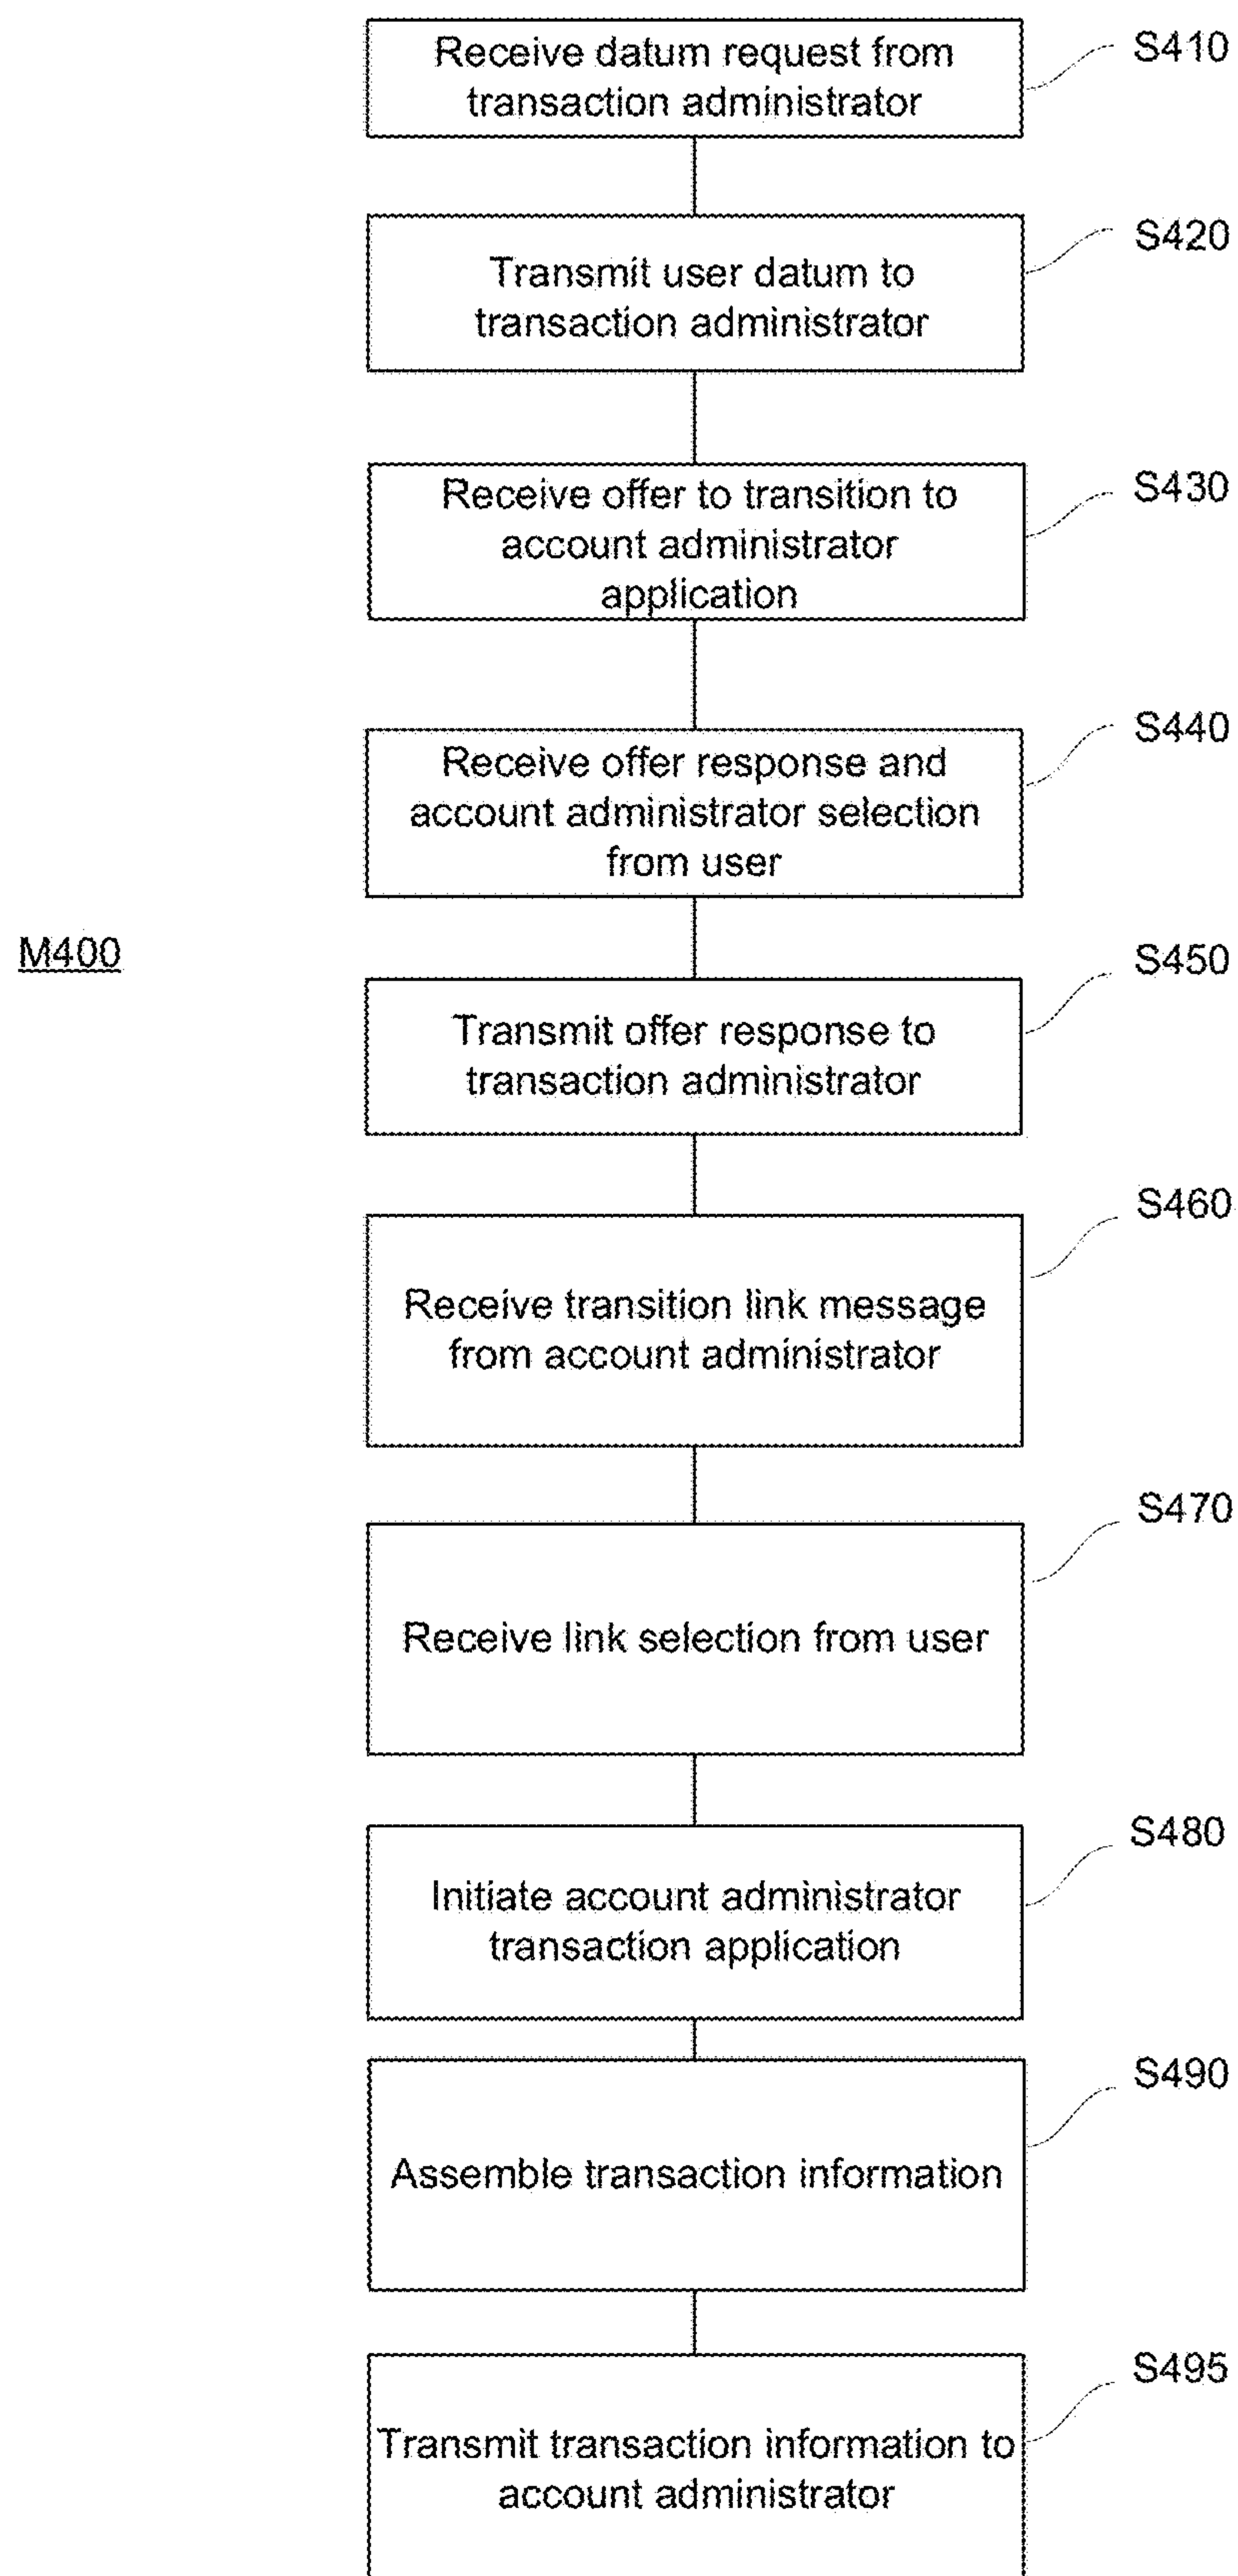 Receive datum request from
transaction administrator
S410
Transmit user datum to
transaction administrator
S420
Receive offer to transition to
account administrator
application
S430
Receive offer response and
account administrator selection
from user
S440
M400
Transmit offer response to
transaction administrator
S450
Receive transition link message
from account administrator
S460
Receive link selection from user
S470
Initiate account administrator
transaction application
S480
Assemble transaction information
S490
Transmit transaction information to
account administrator
S495